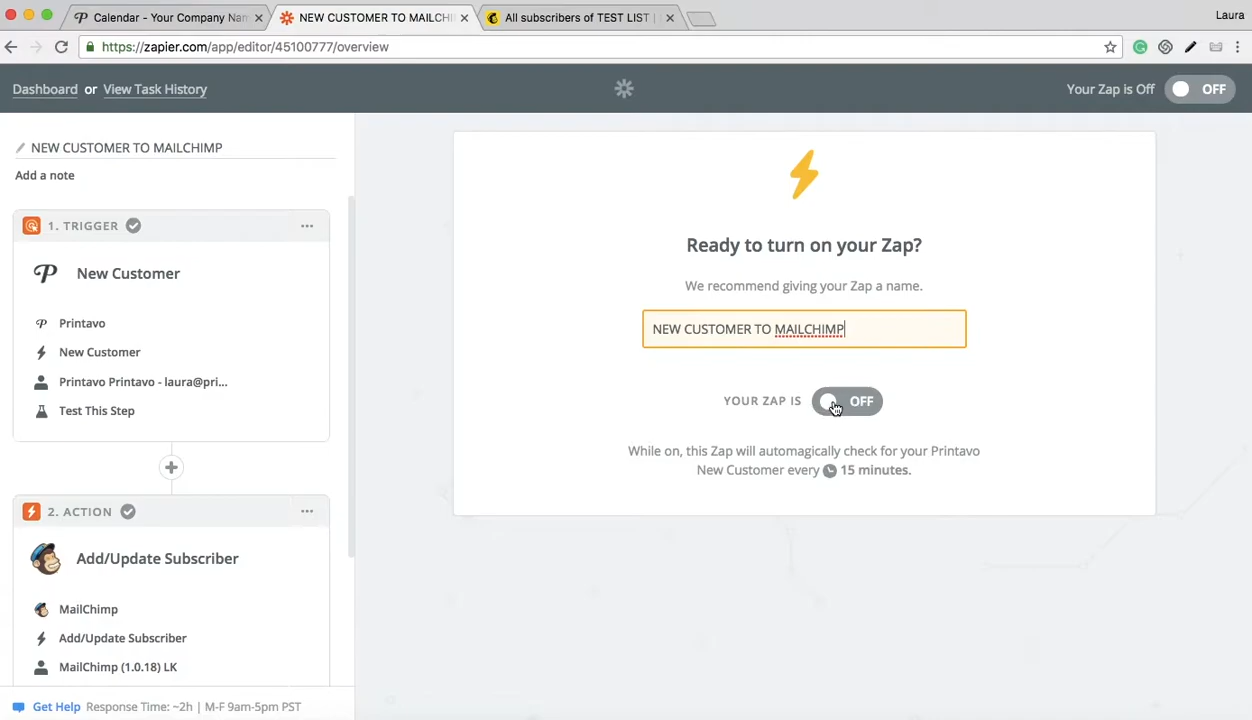 Calendar - Your Company Nan
NEW CUSTOMER TO MAILCHI
All subscribers of TEST LIST |
Laura
https://zapier.com/app/editor/45100777/overview
Dashboard or View Task History
Your Zap is Off
OFF
NEW CUSTOMER TO MAILCHIMP
Add a note
1. TRIGGER
New Customer
Printavo
New Customer
Printavo Printavo - laura@pri...
Test This Step
2. ACTION
Add/Update Subscriber
MailChimp
Add/Update Subscriber
MailChimp (1.0.18) LK
Get Help Response Time: ~2h | M-F 9am-5pm PST
Ready to turn on your Zap?
We recommend giving your Zap a name.
NEW CUSTOMER TO MAILCHIMP
YOUR ZAP IS OFF
While on, this Zap will automagically check for your Printavo
New Customer every 15 minutes.